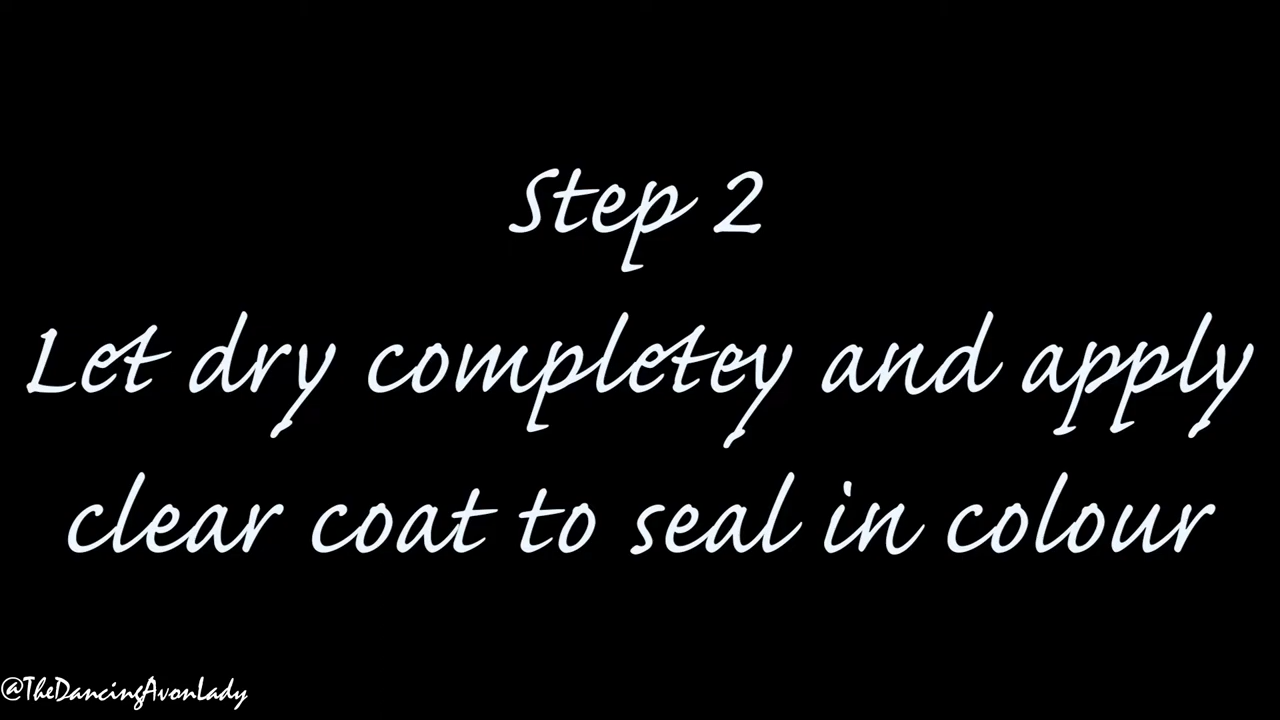 Step 2
Let dry completey and apply
clear coat to seal in colour
@TheDancingAvonLady